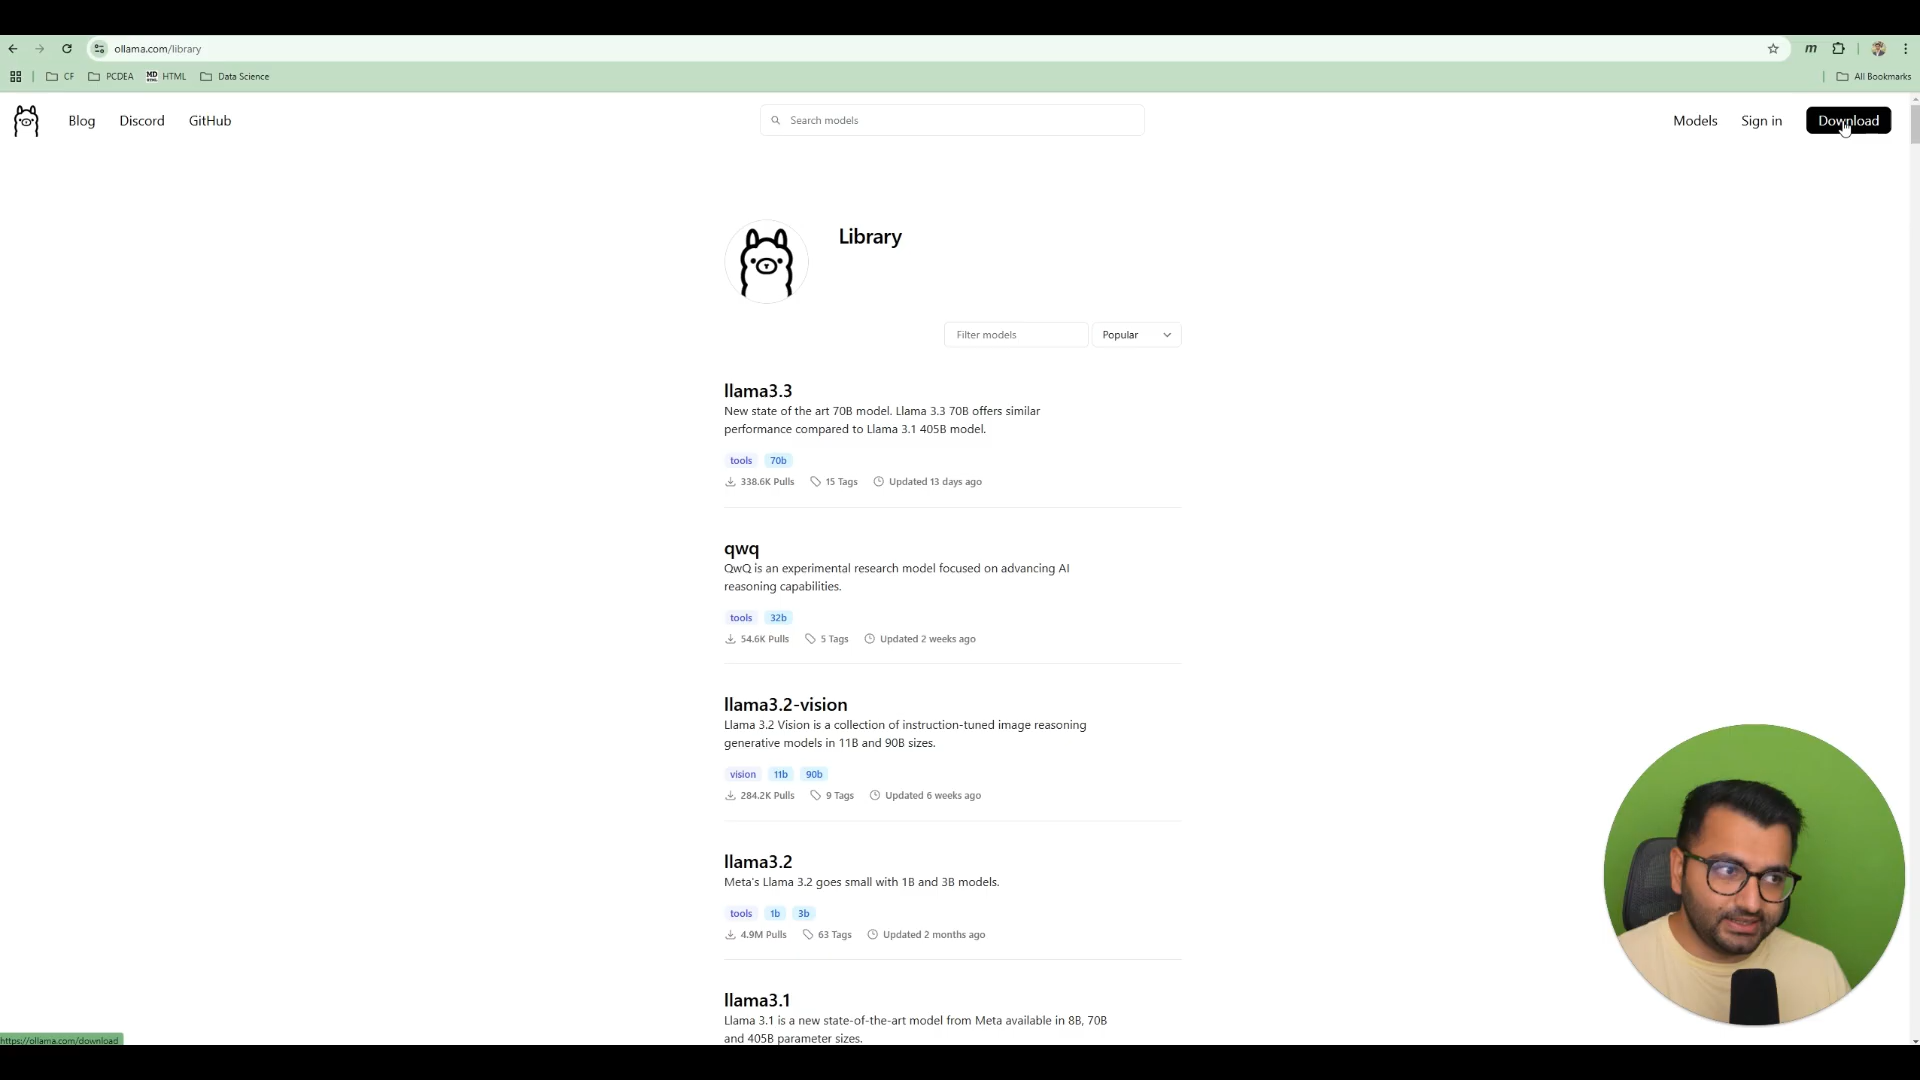 ollama.com/library
CF
PCDEA
MD HTML HTML
Data Science
All Bookmarks
Blog
Discord
GitHub
Search models
Models
Sign in
Download
Library
Filter models
Popular
llama3.3
New state of the art 70B model. Llama 3.3 70B offers similar
performance compared to Llama 3.1 405B model.
tools 70b
338.6K Pulls 15 Tags Updated 13 days ago
qwq
QwQ is an experimental research model focused on advancing AI
reasoning capabilities.
tools 32b
54.6K Pulls 5 Tags Updated 2 weeks ago
llama3.2-vision
Llama 3.2 Vision is a collection of instruction-tuned image reasoning
generative models in 11B and 90B sizes.
vision 11b 90b
284.2K Pulls 9 Tags Updated 6 weeks ago
llama3.2
Meta's Llama 3.2 goes small with 1B and 3B models.
tools 1b 3b
4.9M Pulls 63 Tags Updated 2 months ago
llama3.1
Llama 3.1 is a new state-of-the-art model from Meta available in 8B, 70B
and 405B parameter sizes.
https://ollama.com/download